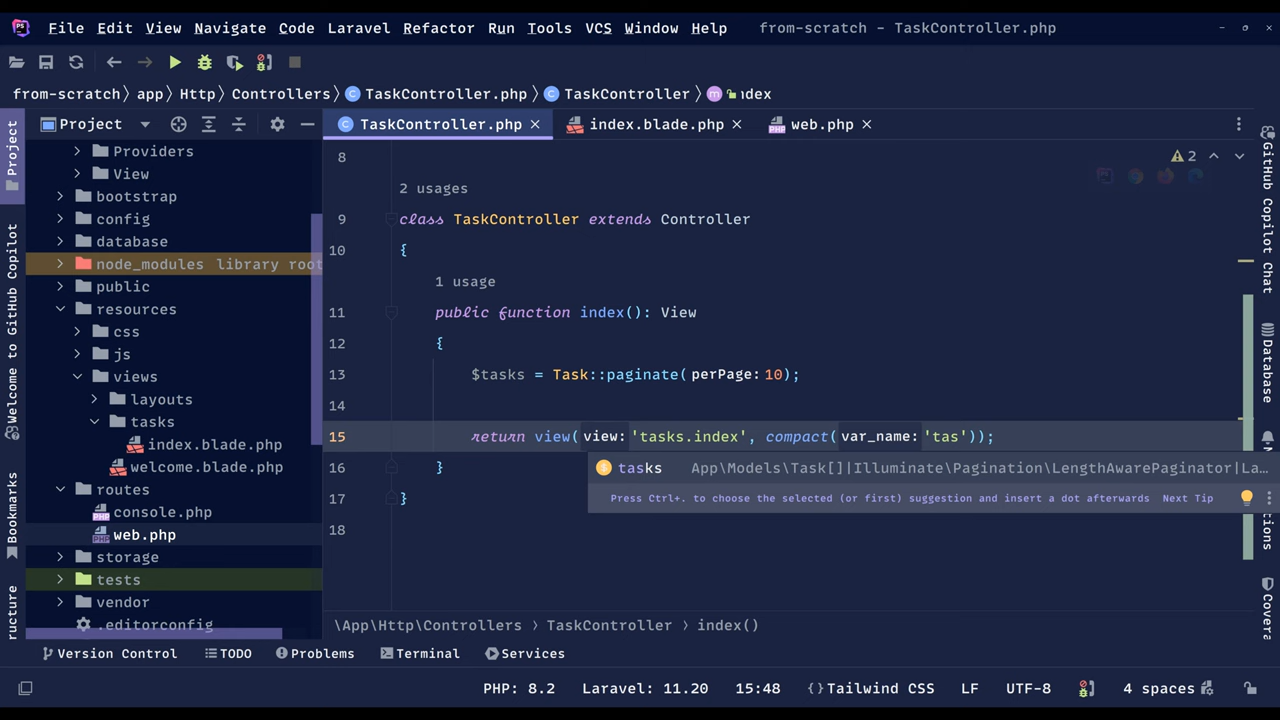 File Edit View Navigate Code Laravel Refactor Run Tools VCS Window Help from-scratch – TaskController.php
from-scratch app Http Controllers TaskController.php TaskController index
Project
TaskController.php index.blade.php web.php
Project
Welcome to GitHub Copilot
Bookmarks
Providers
View
bootstrap
config
database
node_modules library root
public
resources
css
js
views
layouts
tasks
index.blade.php
welcome.blade.php
routes
console.php
web.php
storage
tests
vendor
.editorconfig
8
2
2 usages
9 class TaskController extends Controller
10 {
1 usage
11 public function index(): View
12 {
13 $tasks = Task::paginate( perPage: 10);
14
15 return view( view: 'tasks.index', compact( var_name: 'tas'));
tasks App\Models\Task[]|Illuminate\Pagination\LengthAwarePaginator|La…
16 }
Press Ctrl+. to choose the selected (or first) suggestion and insert a dot afterwards Next Tip
17 }
18
GitHub Copilot Chat
Database
\App\Http\Controllers TaskController index()
Version Control TODO Problems Terminal Services
PHP: 8.2 Laravel: 11.20 15:48 {} Tailwind CSS LF UTF-8 4 spaces